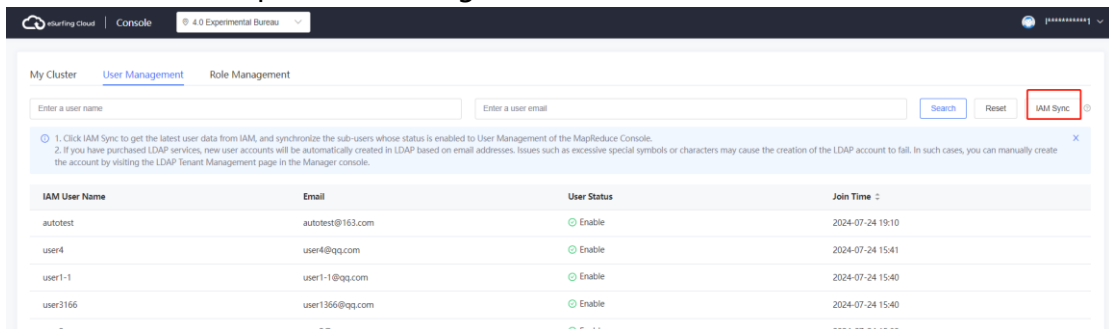 eSurfing Cloud | Console 4.0 Experimental Bureau l***********1
My Cluster User Management Role Management
Enter a user name Enter a user email Search Reset IAM Sync
1. Click IAM Sync to get the latest user data from IAM, and synchronize the sub-users whose status is enabled to User Management of the MapReduce Console.
2. If you have purchased LDAP services, new user accounts will be automatically created in LDAP based on email addresses. Issues such as excessive special symbols or characters may cause the creation of the LDAP account to fail. In such cases, you can manually create
the account by visiting the LDAP Tenant Management page in the Manager console.
IAM User Name Email User Status Join Time
autotest autotest@163.com Enable 2024-07-24 19:10
user4 user4@qq.com Enable 2024-07-24 15:41
user1-1 user1-1@qq.com Enable 2024-07-24 15:40
user3166 user1366@qq.com Enable 2024-07-24 15:40